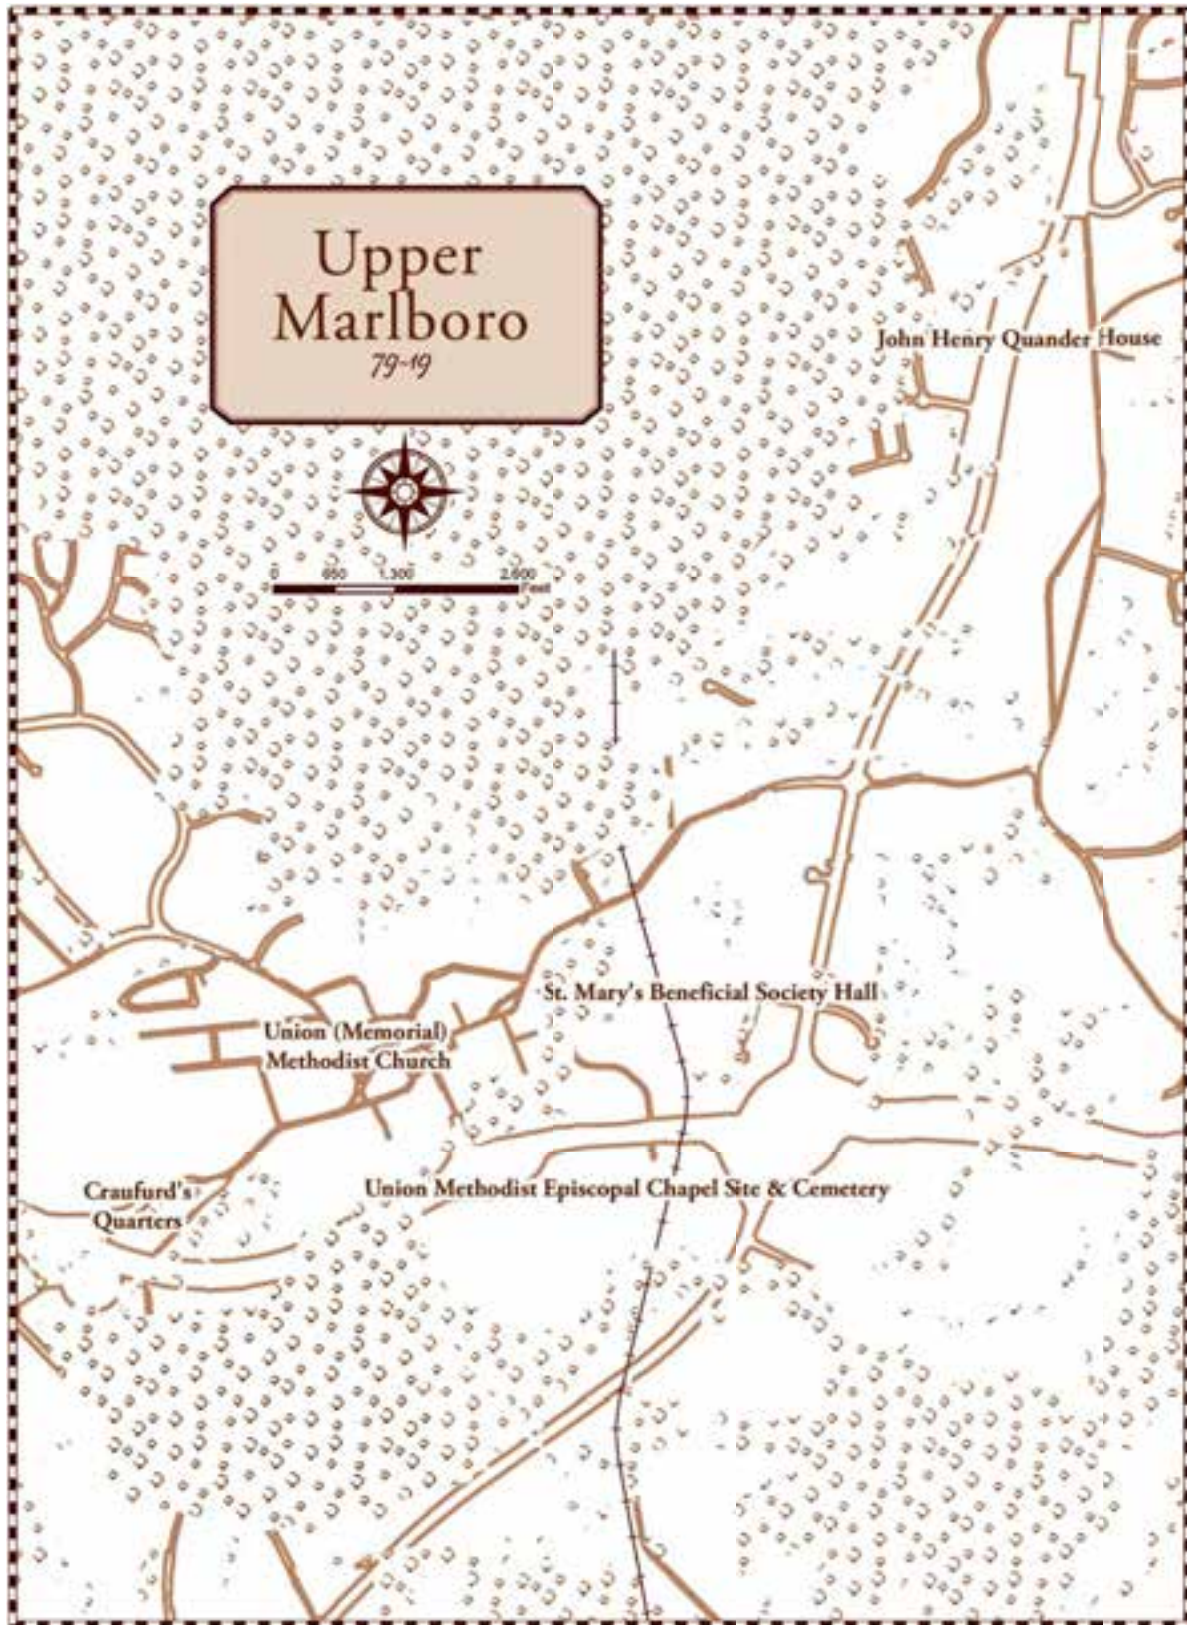 Upper
Marlboro
79-19
John Henry Quander House
0 650 1,300 2,600
Feet
St. Mary's Beneficial Society Hall
Union (Memorial)
Methodist Church
Craufurd's
Quarters
Union Methodist Episcopal Chapel Site & Cemetery